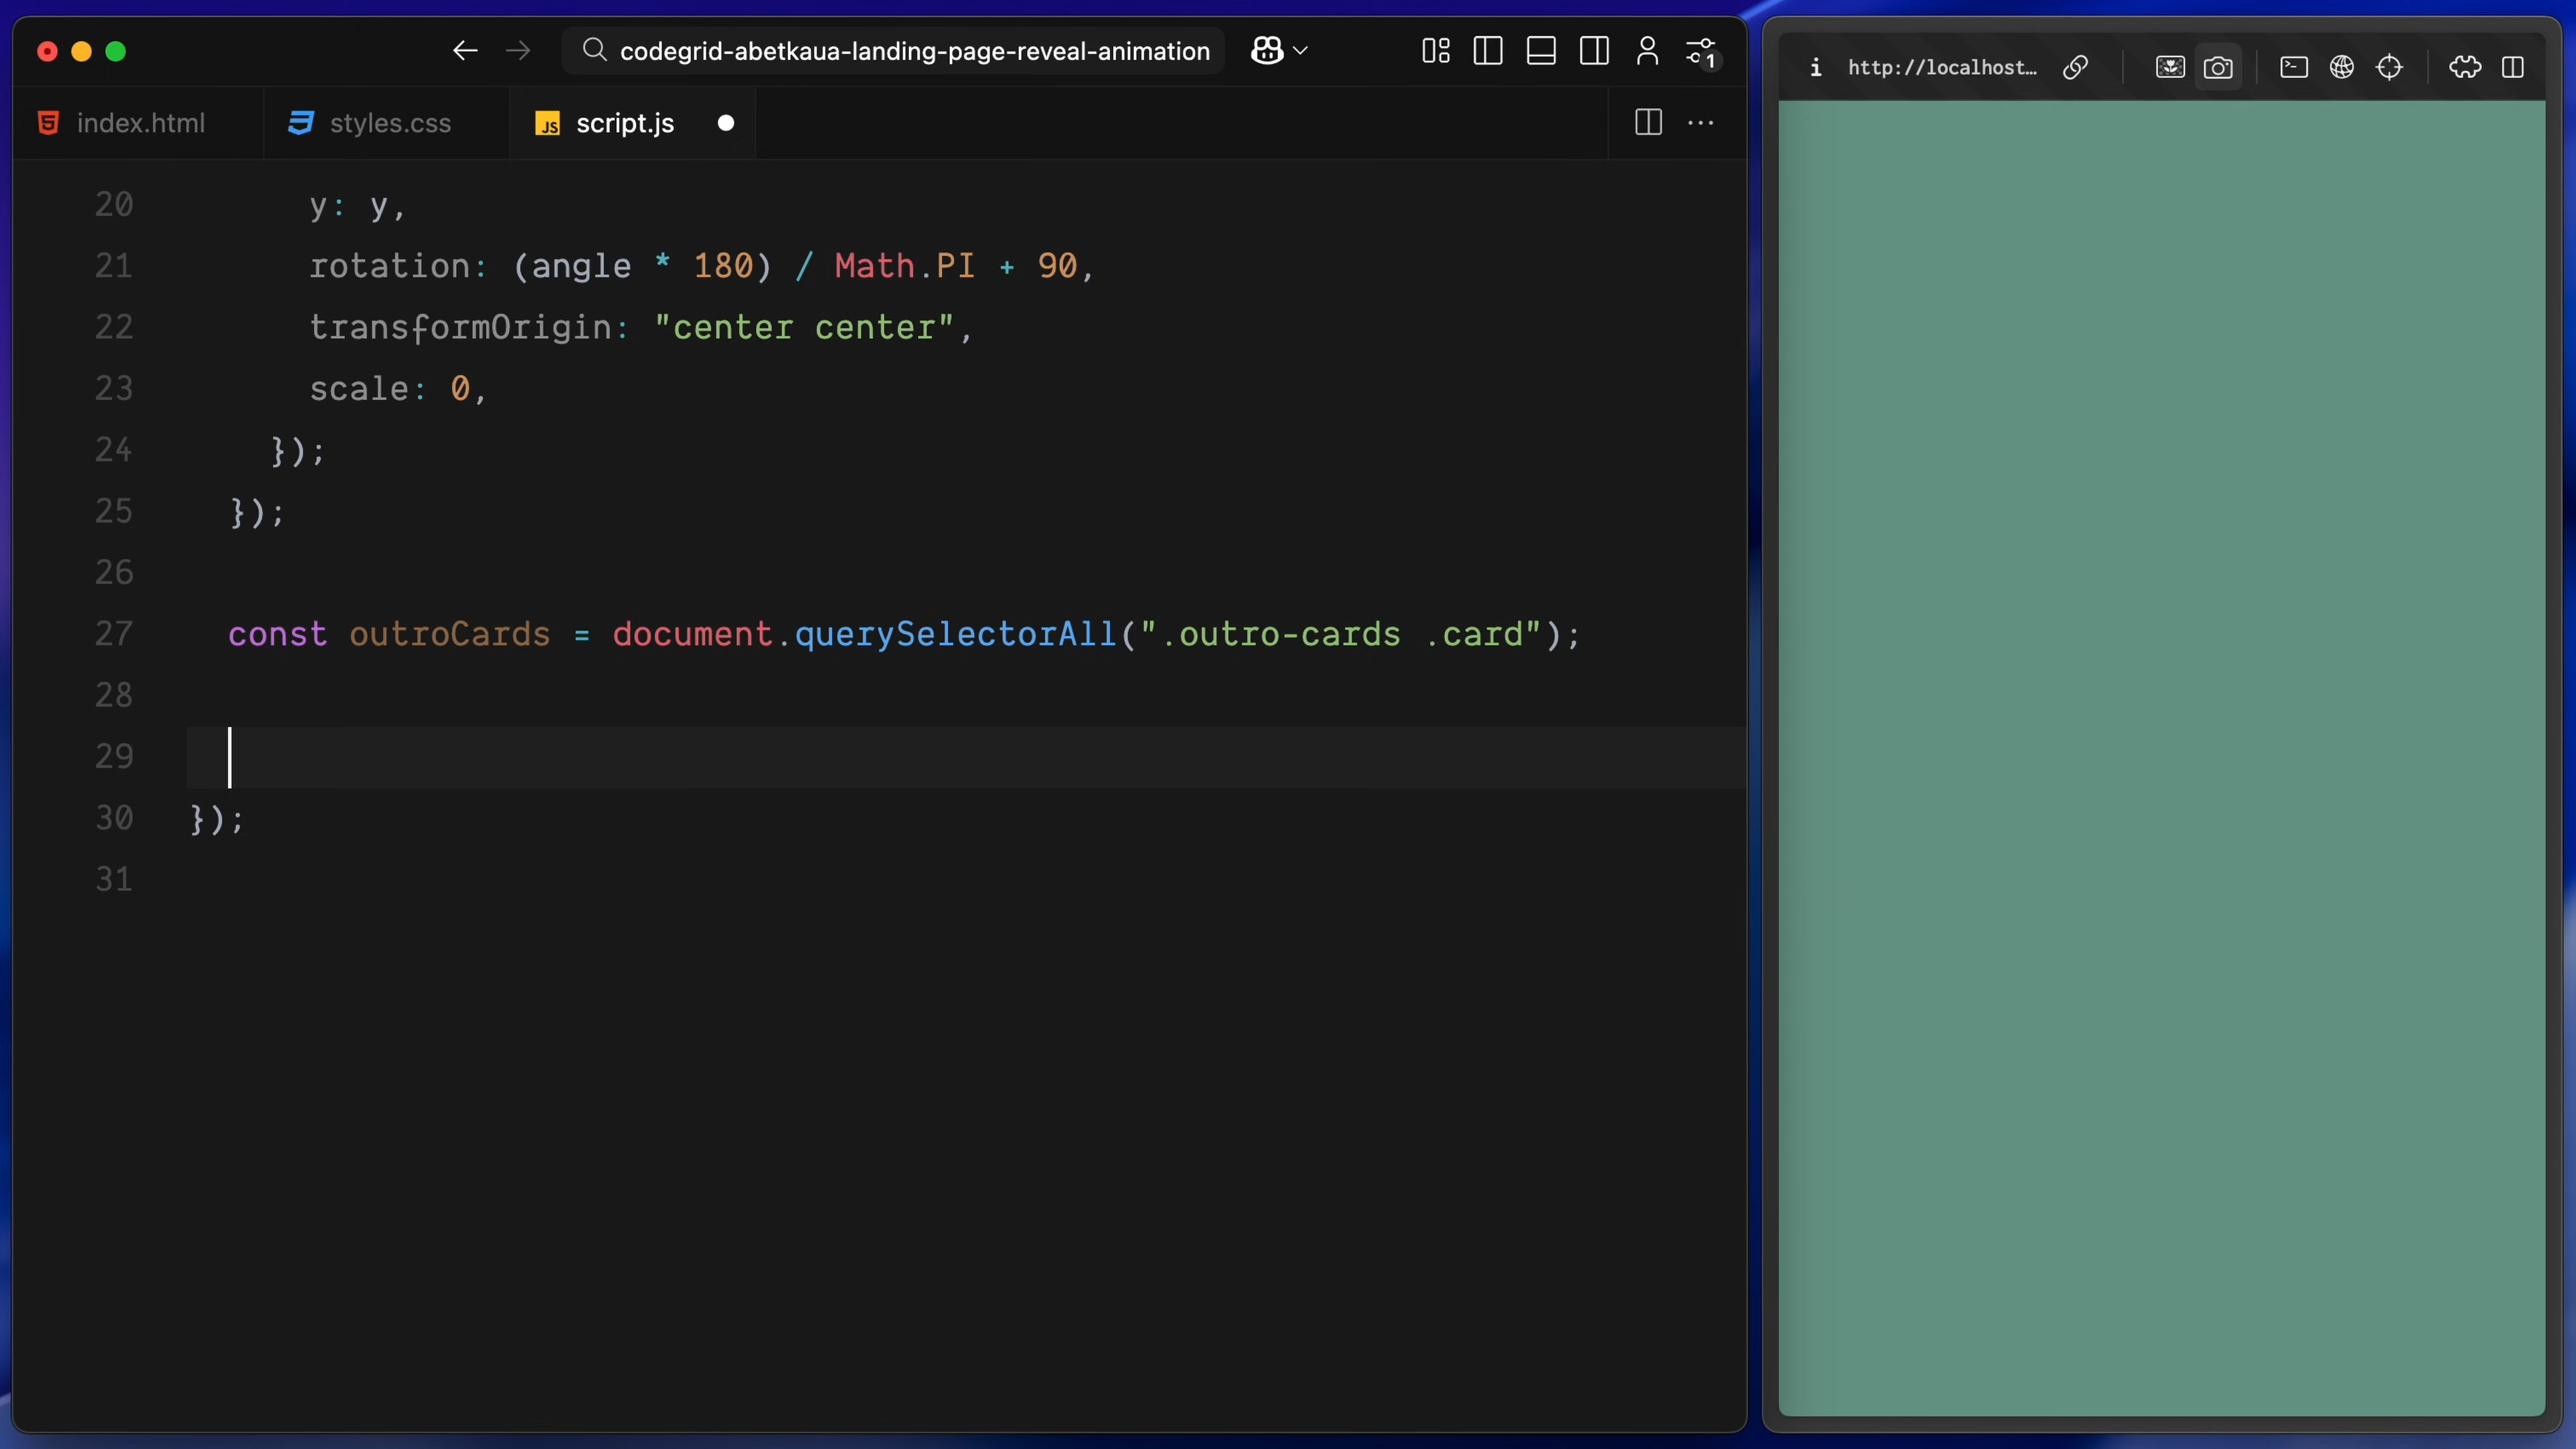 codegrid-abetkaua-landing-page-reveal-animation
1
index.html
styles.css
JS script.js
20 y: y,
21 rotation: (angle * 180) / Math.PI + 90,
22 transformOrigin: "center center",
23 scale: 0,
24 });
25 });
26
27 const outroCards = document.querySelectorAll(".outro-cards .card");
28
29
30 });
31
http://localhost…